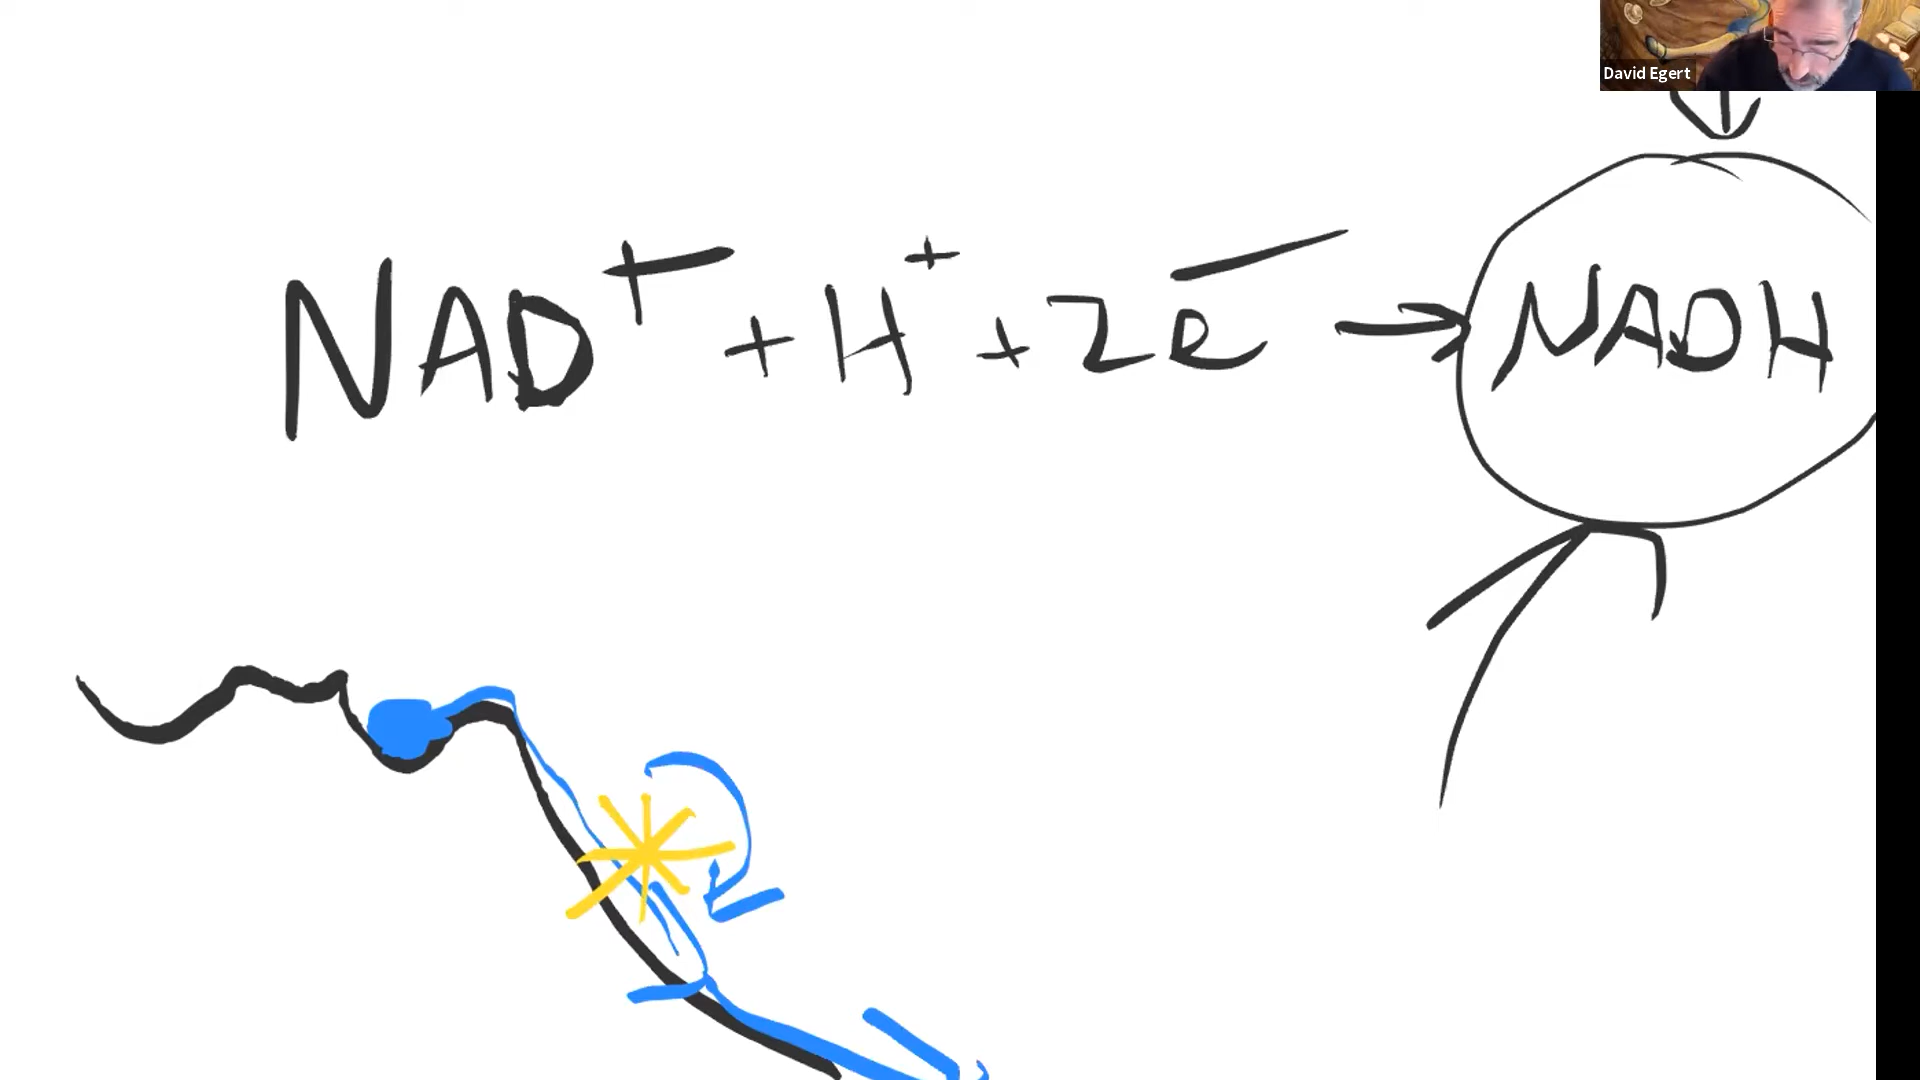 David Egert
NAD⁺ + H⁺ + 2e⁻ → NADH